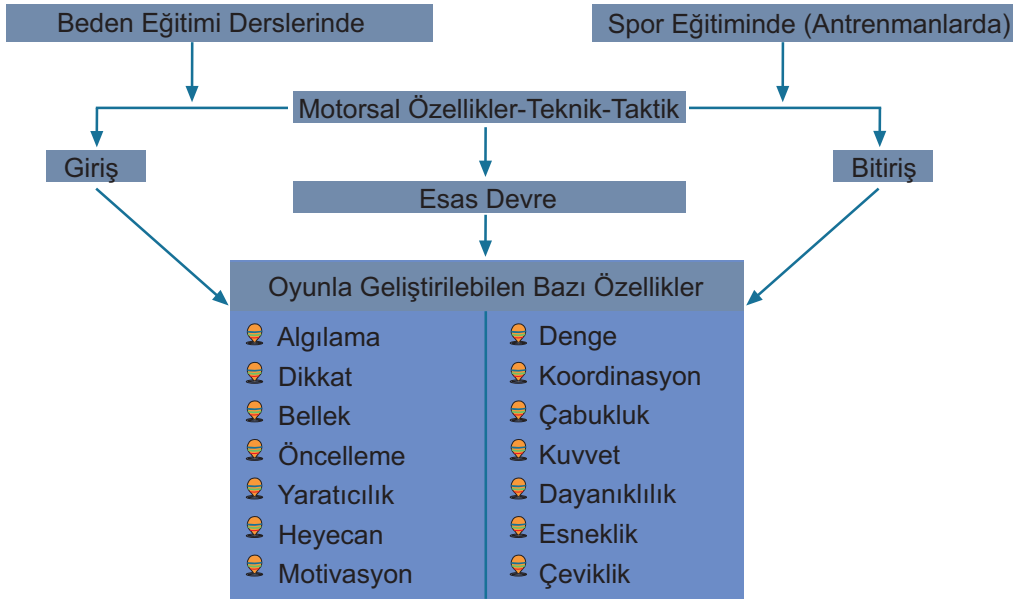 Beden Eğitimi Derslerinde
Spor Eğitiminde (Antrenmanlarda)
Motorsal Özellikler-Teknik-Taktik
Giriş
Bitiriş
Esas Devre
Oyunla Geliştirilebilen Bazı Özellikler
Algılama
Dikkat
Bellek
Öncelleme
Yaratıcılık
Heyecan
Motivasyon
Denge
Koordinasyon
Çabukluk
Kuvvet
Dayanıklılık
Esneklik
Çeviklik